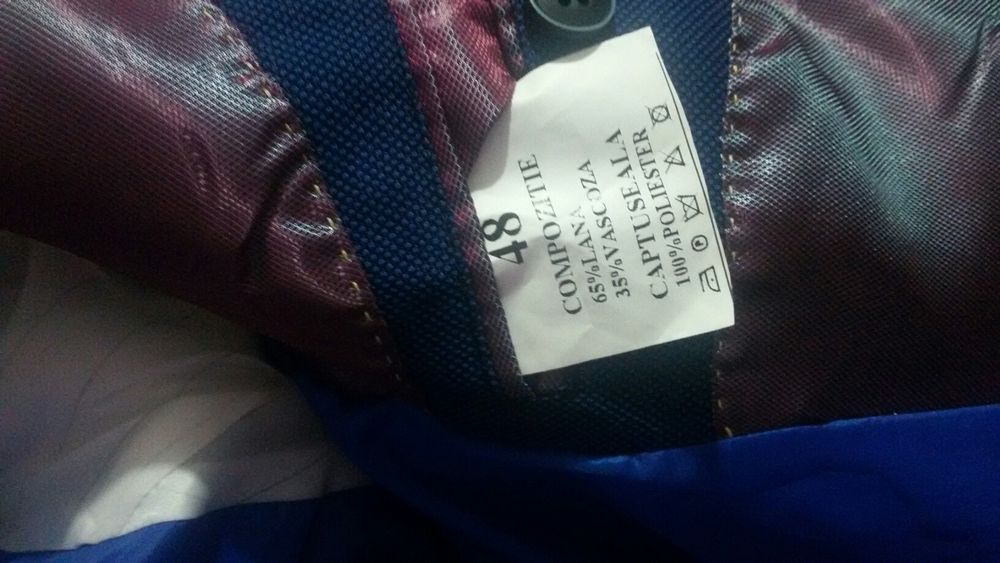 48
COMPOZITIE
65%LANA
35%VASCOZA
CAPTUSEALA
100%POLIESTER